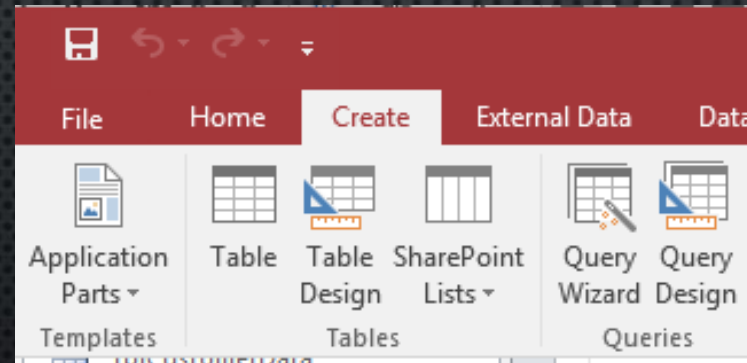 File Home Create External Data Data
Application Parts Table Table Design SharePoint Lists Query Wizard Query Design
Templates Tables Queries